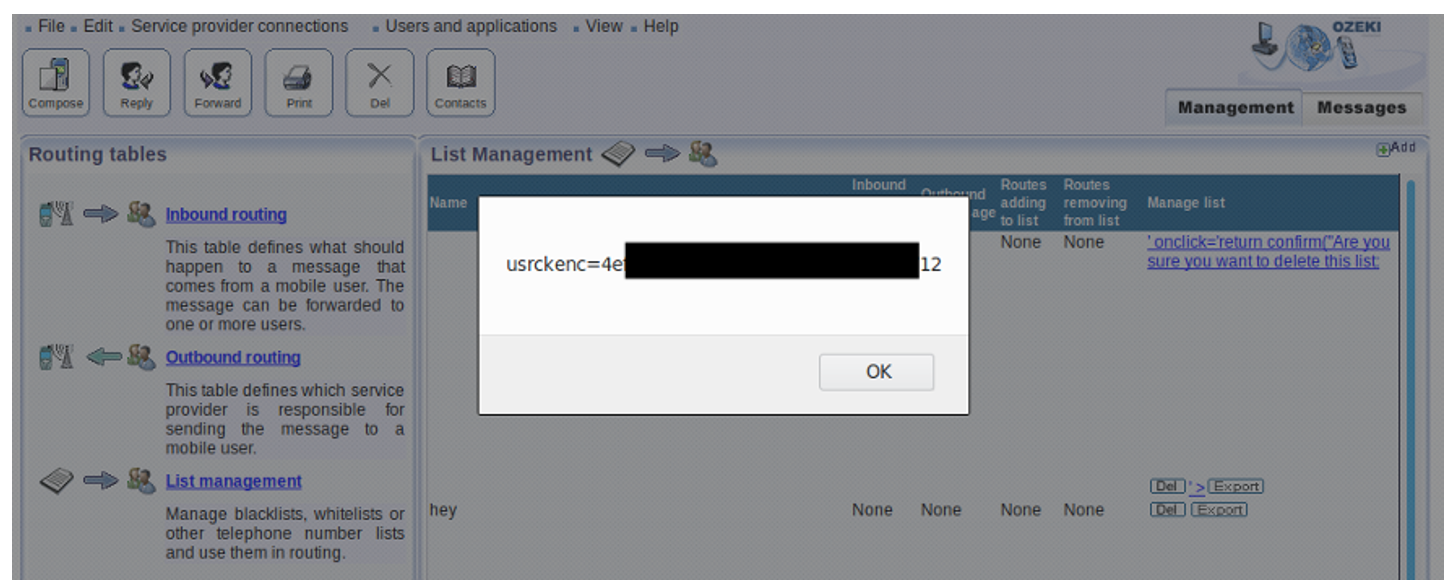 File Edit Service provider connections Users and applications View Help
OZEKI
Compose Reply Forward Print Del Contacts
Management Messages
Routing tables
Inbound routing
This table defines what should
happen to a message that
comes from a mobile user. The
message can be forwarded to
one or more users.
Outbound routing
This table defines which service
provider is responsible for
sending the message to a
mobile user.
List management
Manage blacklists, whitelists or
other telephone number lists
and use them in routing.
List Management
Add
Name
Inbound
Outbound
age
Routes
adding
to list
Routes
removing
from list
Manage list
None None
' onclick='return confirm("Are you
sure you want to delete this list:
Del ' > Export
hey None None None None Del Export
usrckenc=4e
12
OK